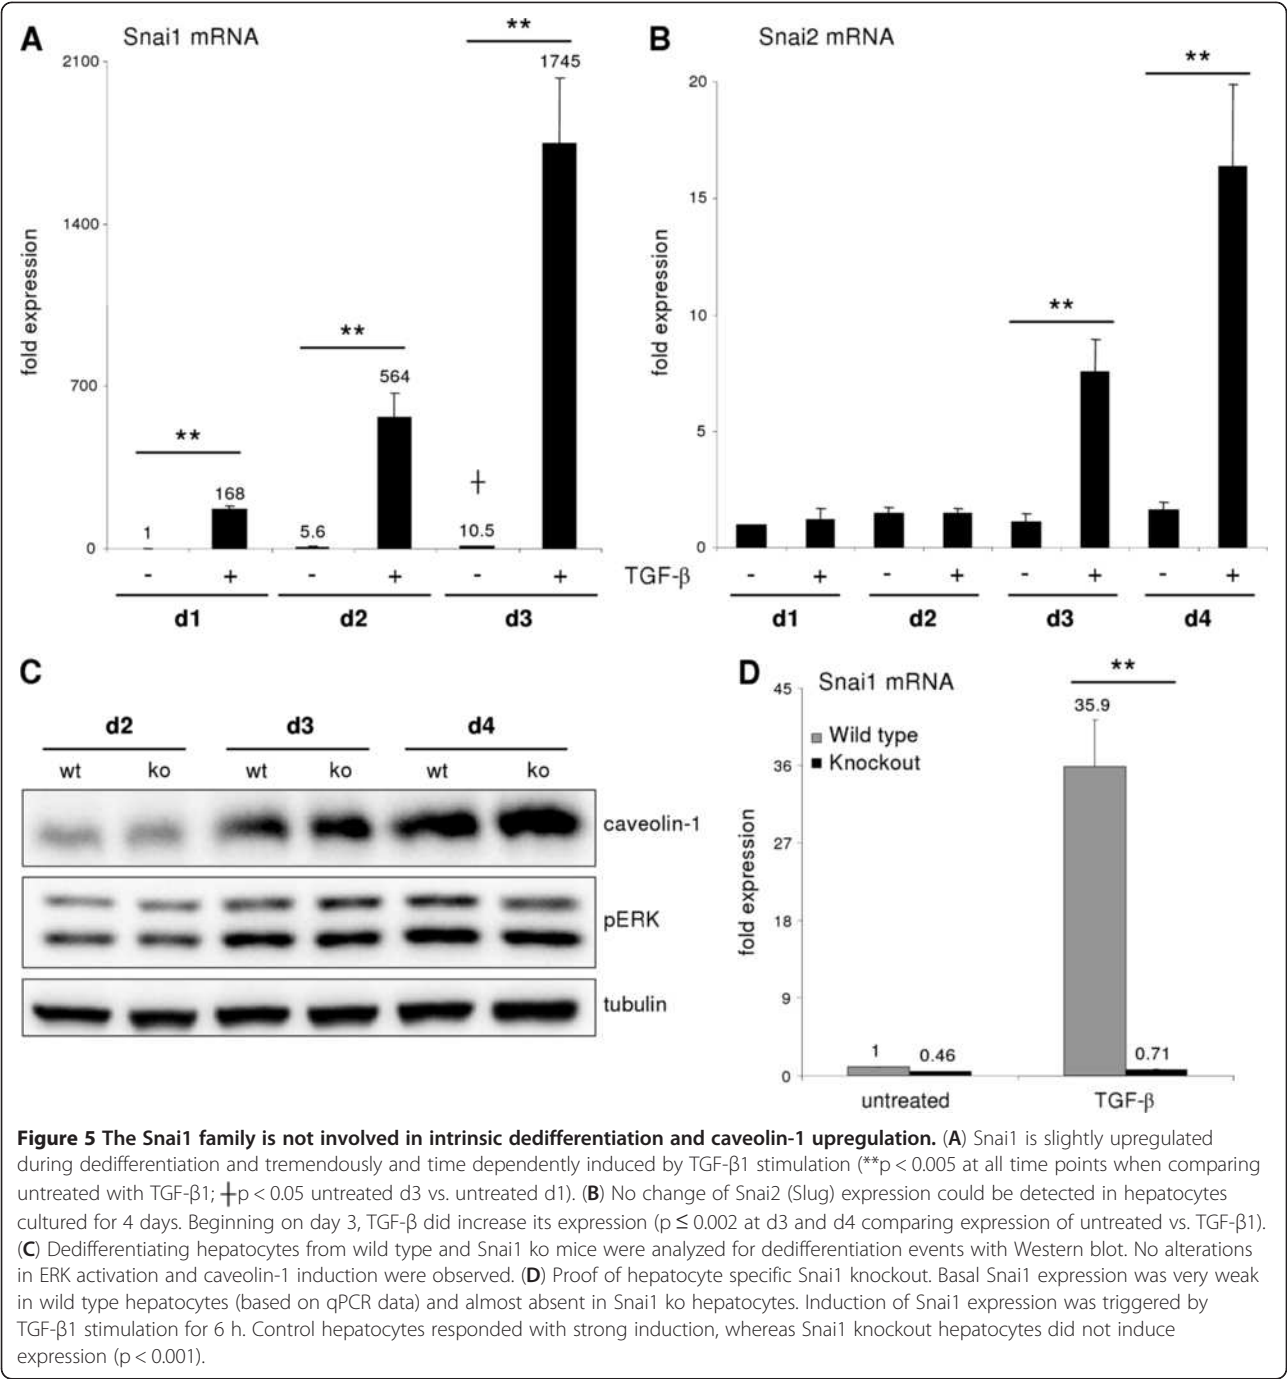 A
Snai1 mRNA
fold expression
2100
1400
700
0
**
**
**
1
168
5.6
564
10.5
1745
┼
- + - + - +
TGF-β
d1 d2 d3
B
Snai2 mRNA
fold expression
20
15
10
5
0
**
**
- + - + - + - +
d1 d2 d3 d4
C
d2 d3 d4
wt ko wt ko wt ko
caveolin-1
pERK
tubulin
D
Snai1 mRNA
Wild type
Knockout
fold expression
45
36
27
18
9
0
**
1
0.46
35.9
0.71
untreated TGF-β
Figure 5 The Snai1 family is not involved in intrinsic dedifferentiation and caveolin-1 upregulation. (A) Snai1 is slightly upregulated
during dedifferentiation and tremendously and time dependently induced by TGF-β1 stimulation (**p < 0.005 at all time points when comparing
untreated with TGF-β1; ┼p < 0.05 untreated d3 vs. untreated d1). (B) No change of Snai2 (Slug) expression could be detected in hepatocytes
cultured for 4 days. Beginning on day 3, TGF-β did increase its expression (p ≤ 0.002 at d3 and d4 comparing expression of untreated vs. TGF-β1).
(C) Dedifferentiating hepatocytes from wild type and Snai1 ko mice were analyzed for dedifferentiation events with Western blot. No alterations
in ERK activation and caveolin-1 induction were observed. (D) Proof of hepatocyte specific Snai1 knockout. Basal Snai1 expression was very weak
in wild type hepatocytes (based on qPCR data) and almost absent in Snai1 ko hepatocytes. Induction of Snai1 expression was triggered by
TGF-β1 stimulation for 6 h. Control hepatocytes responded with strong induction, whereas Snai1 knockout hepatocytes did not induce
expression (p < 0.001).